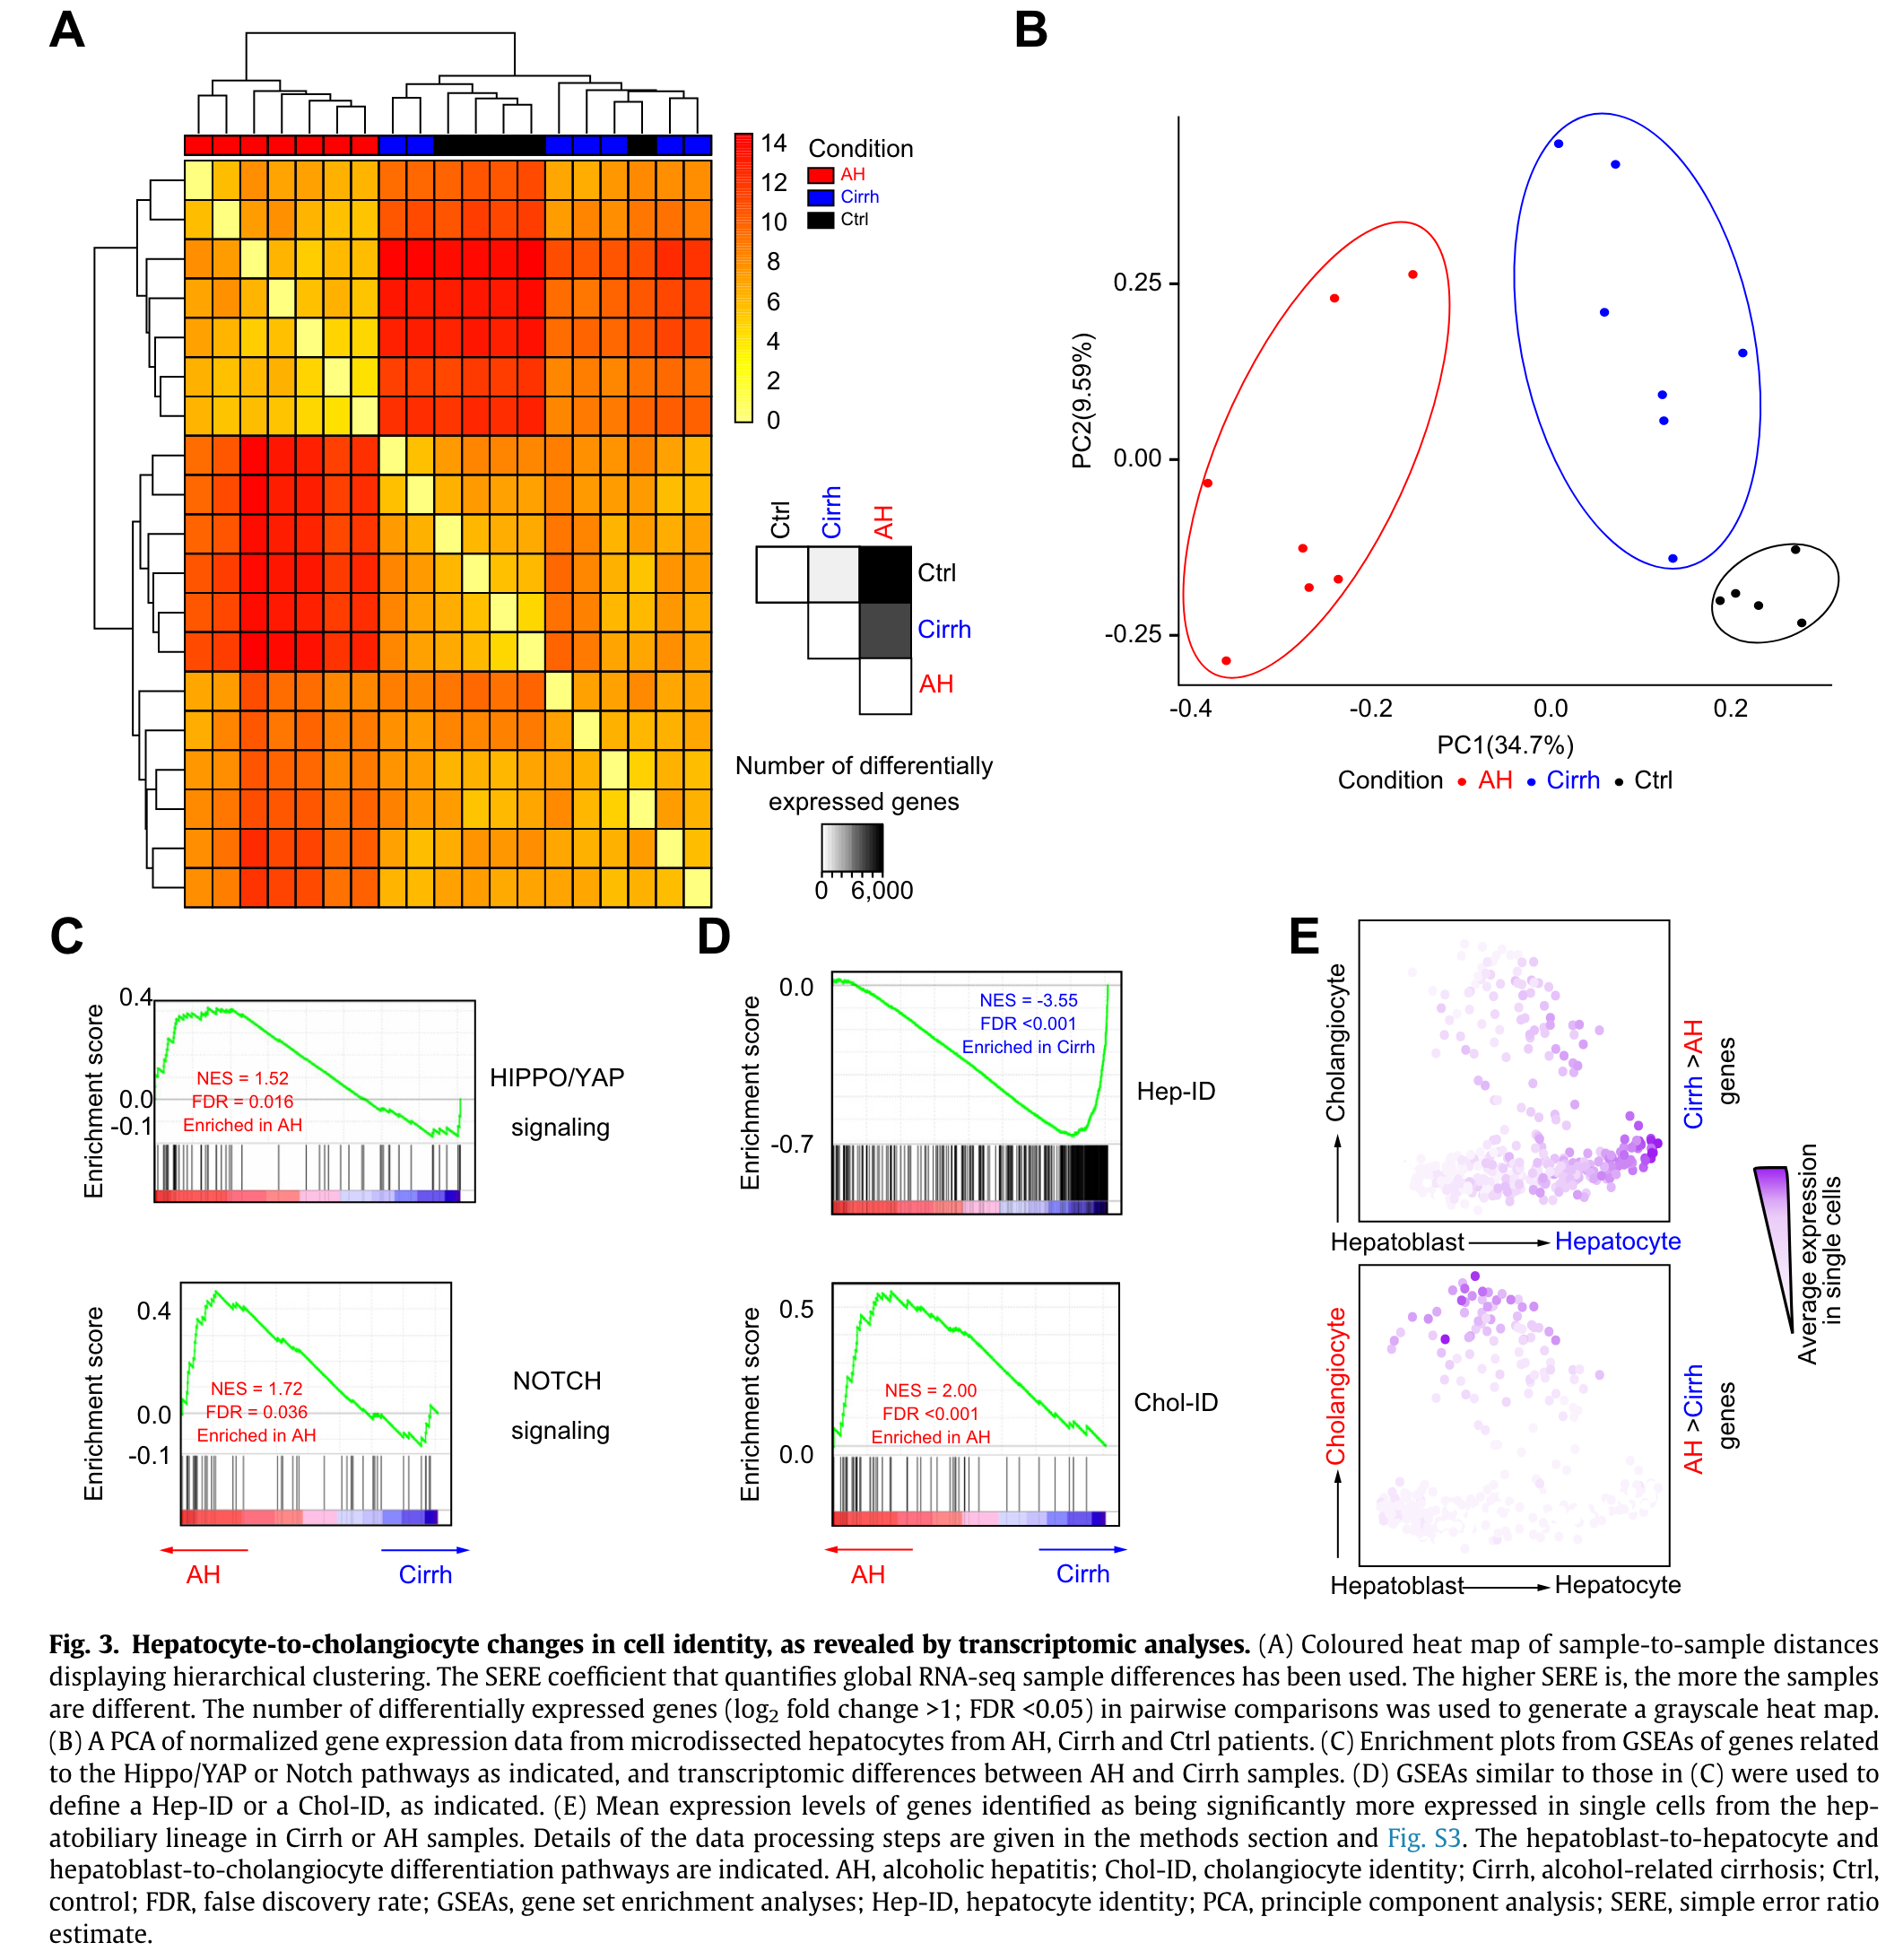 A
14
12
10
8
6
4
2
0
Condition
AH
Cirrh
Ctrl
Ctrl
Cirrh
AH
Ctrl
Cirrh
AH
Number of differentially
expressed genes
0 6,000
B
PC2(9.59%)
0.25
0.00
-0.25
-0.4 -0.2 0.0 0.2
PC1(34.7%)
Condition AH Cirrh Ctrl
C
Enrichment score
0.4
0.0
-0.1
NES = 1.52
FDR = 0.016
Enriched in AH
HIPPO/YAP
signaling
Enrichment score
0.4
0.0
-0.1
NES = 1.72
FDR = 0.036
Enriched in AH
NOTCH
signaling
AH Cirrh
D
Enrichment score
0.0
-0.7
NES = -3.55
FDR <0.001
Enriched in Cirrh
Hep-ID
Enrichment score
0.5
0.0
NES = 2.00
FDR <0.001
Enriched in AH
Chol-ID
AH Cirrh
E
Cholangiocyte
Hepatoblast Hepatocyte
Cirrh >AH
genes
Cholangiocyte
Hepatoblast Hepatocyte
AH >Cirrh
genes
Average expression
in single cells
Fig. 3. Hepatocyte-to-cholangiocyte changes in cell identity, as revealed by transcriptomic analyses. (A) Coloured heat map of sample-to-sample distances
displaying hierarchical clustering. The SERE coefficient that quantifies global RNA-seq sample differences has been used. The higher SERE is, the more the samples
are different. The number of differentially expressed genes (log₂ fold change >1; FDR <0.05) in pairwise comparisons was used to generate a grayscale heat map.
(B) A PCA of normalized gene expression data from microdissected hepatocytes from AH, Cirrh and Ctrl patients. (C) Enrichment plots from GSEAs of genes related
to the Hippo/YAP or Notch pathways as indicated, and transcriptomic differences between AH and Cirrh samples. (D) GSEAs similar to those in (C) were used to
define a Hep-ID or a Chol-ID, as indicated. (E) Mean expression levels of genes identified as being significantly more expressed in single cells from the hep-
atobiliary lineage in Cirrh or AH samples. Details of the data processing steps are given in the methods section and Fig. S3. The hepatoblast-to-hepatocyte and
hepatoblast-to-cholangiocyte differentiation pathways are indicated. AH, alcoholic hepatitis; Chol-ID, cholangiocyte identity; Cirrh, alcohol-related cirrhosis; Ctrl,
control; FDR, false discovery rate; GSEAs, gene set enrichment analyses; Hep-ID, hepatocyte identity; PCA, principle component analysis; SERE, simple error ratio
estimate.